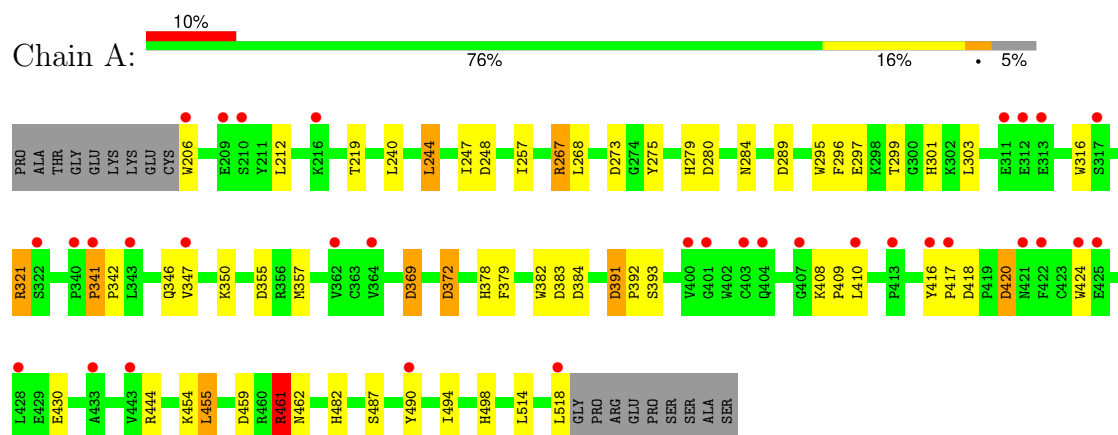 10%
Chain A:
76% 16% • 5%
PRO ALA THR GLY GLU LYS LYS GLU CYS W206 E209 S210 Y211 L212 K216 T219 L240 L244 I247 D248 I257 R267 L268 D273 G274 Y275 H279 D280 N284 D289 W295 F296 E297 K298 T299 G300 H301 K302 L303 E311 E312 E313 W316 S317
R321 S322 P340 P341 P342 L343 Q346 V347 K350 D355 R356 M357 V362 C363 V364 D369 D372 H378 F379 W382 D383 D384 D391 P392 S393 V400 G401 W402 C403 Q404 G407 K408 P409 L410 P413 Y416 P417 D418 P419 D420 N421 F422 C423 W424 E425
L428 E429 E430 A433 V443 R444 K454 L455 D459 R460 R461 N462 H482 S487 Y490 I494 H498 L514 L518 GLY PRO ARG GLU PRO SER SER ALA SER